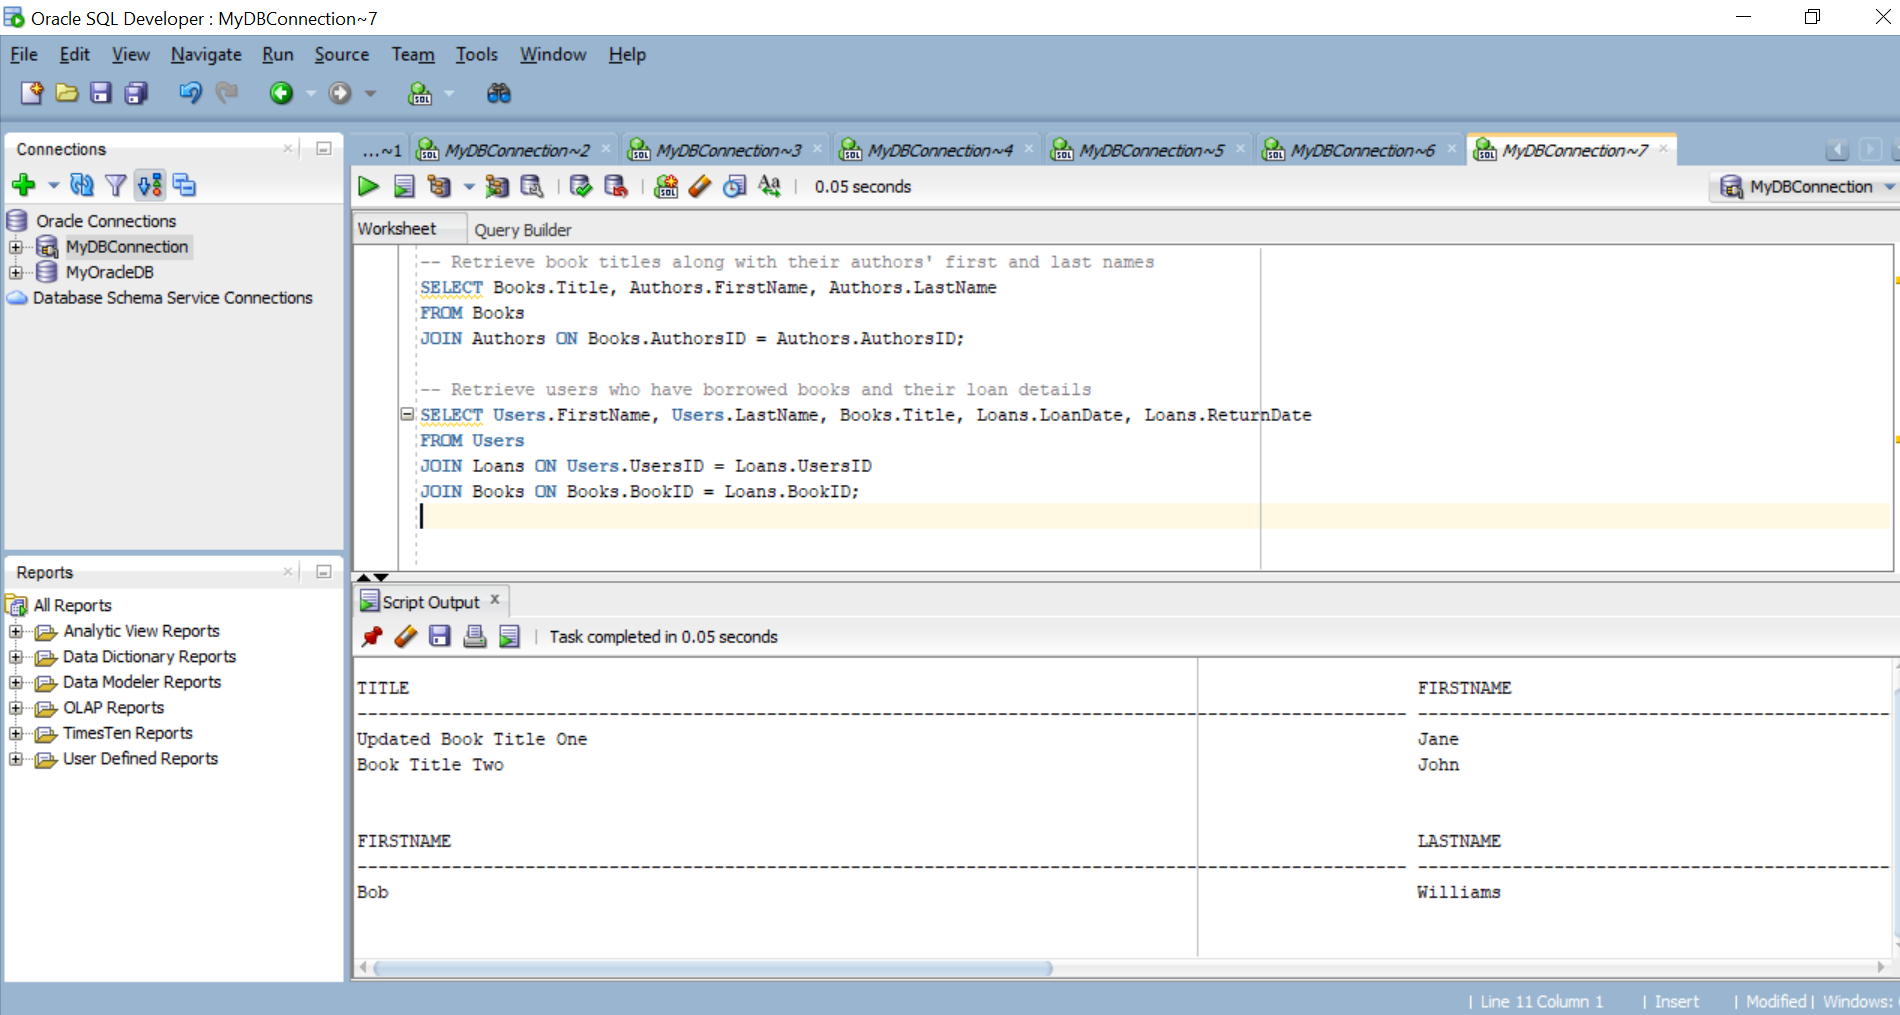 Oracle SQL Developer : MyDBConnection~7
File Edit View Navigate Run Source Team Tools Window Help
Connections
Oracle Connections
MyDBConnection
MyOracleDB
Database Schema Service Connections
Reports
All Reports
Analytic View Reports
Data Dictionary Reports
Data Modeler Reports
OLAP Reports
TimesTen Reports
User Defined Reports
...~1 MyDBConnection~2 MyDBConnection~3 MyDBConnection~4 MyDBConnection~5 MyDBConnection~6 MyDBConnection~7
0.05 seconds MyDBConnection
Worksheet Query Builder
-- Retrieve book titles along with their authors' first and last names
SELECT Books.Title, Authors.FirstName, Authors.LastName
FROM Books
JOIN Authors ON Books.AuthorsID = Authors.AuthorsID;
-- Retrieve users who have borrowed books and their loan details
SELECT Users.FirstName, Users.LastName, Books.Title, Loans.LoanDate, Loans.ReturnDate
FROM Users
JOIN Loans ON Users.UsersID = Loans.UsersID
JOIN Books ON Books.BookID = Loans.BookID;
Script Output
Task completed in 0.05 seconds
TITLE FIRSTNAME
Updated Book Title One Jane
Book Title Two John
FIRSTNAME LASTNAME
Bob Williams
| Line 11 Column 1 | Insert | Modified | Windows: